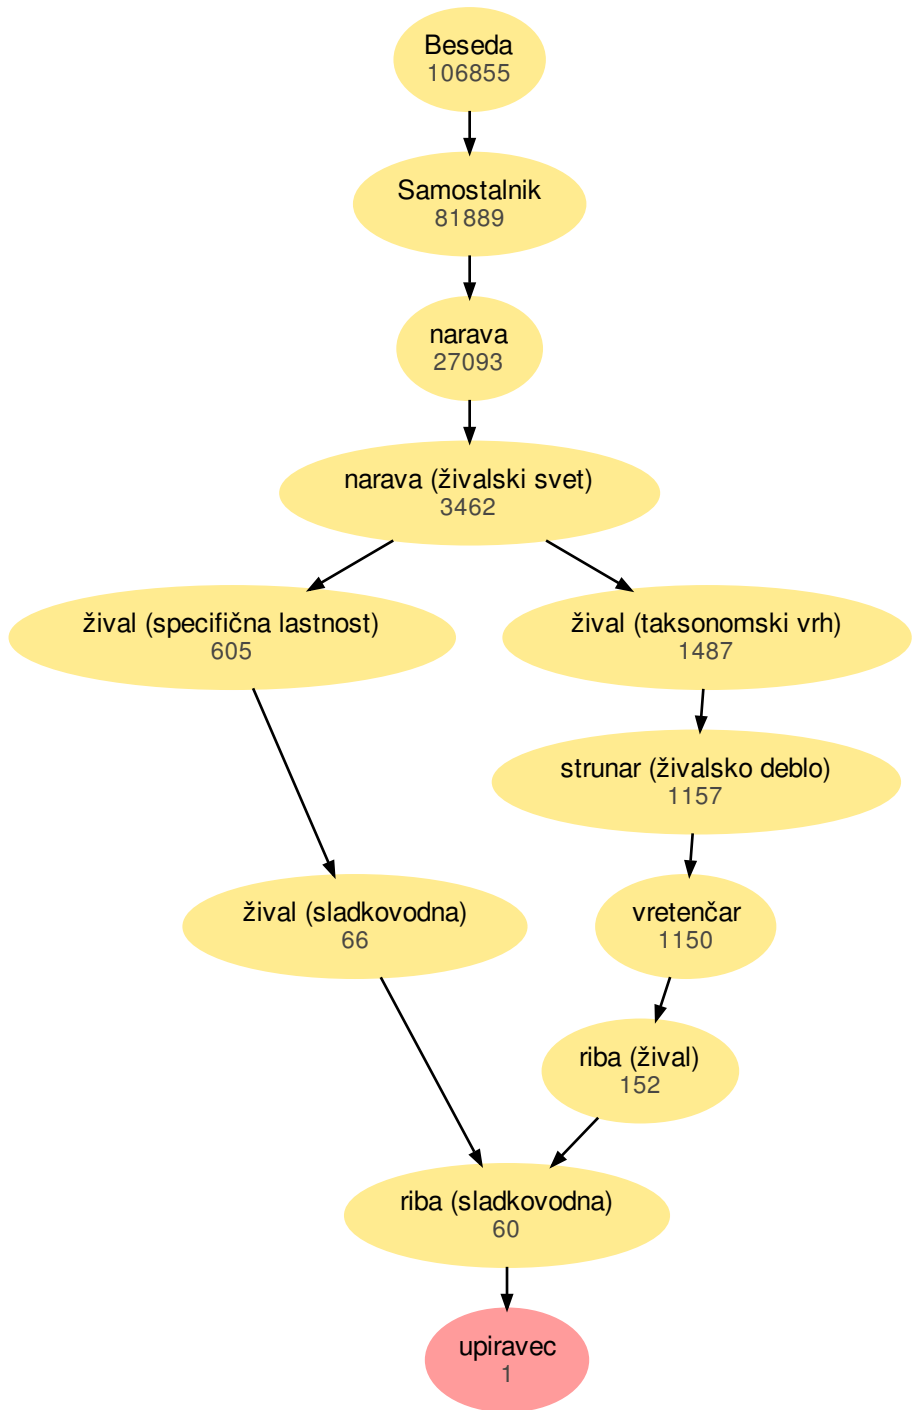 Beseda
106855
Samostalnik
81889
narava
27093
narava (živalski svet)
3462
žival (specifična lastnost)
605
žival (taksonomski vrh)
1487
strunar (živalsko deblo)
1157
žival (sladkovodna)
66
vretenčar
1150
riba (žival)
152
riba (sladkovodna)
60
upiravec
1